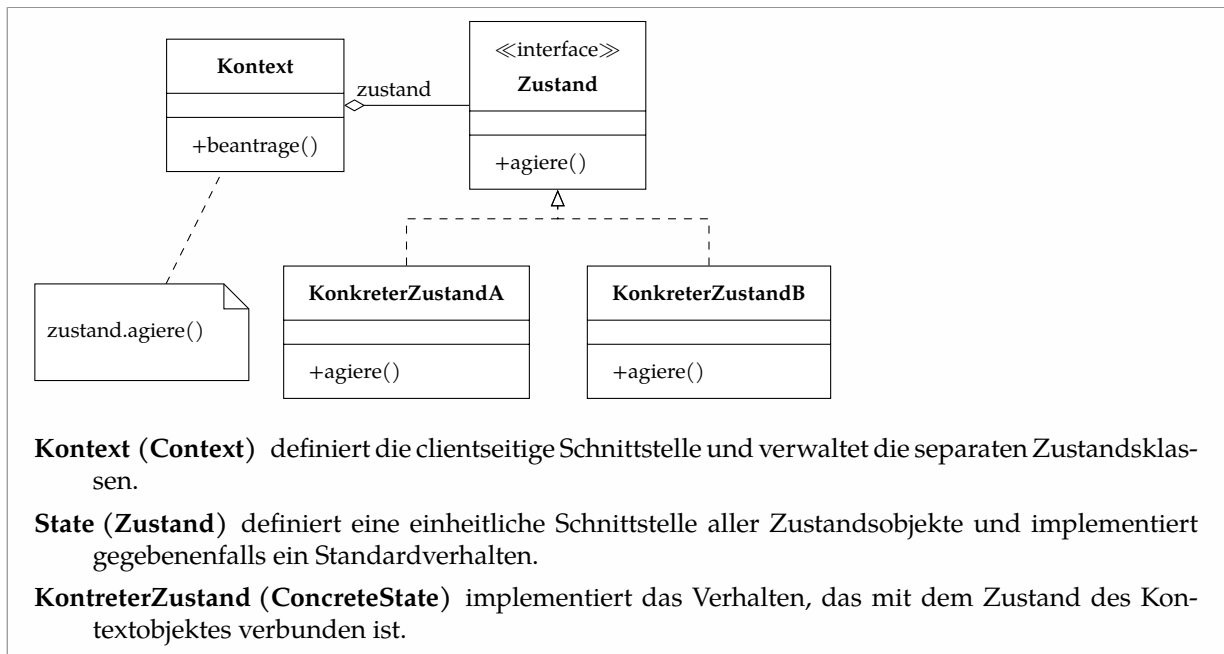 Kontext
+beantrage()
zustand
≪interface≫
Zustand
+agiere()
zustand.agiere()
KonkreterZustandA
+agiere()
KonkreterZustandB
+agiere()
Kontext (Context) definiert die clientseitige Schnittstelle und verwaltet die separaten Zustandsklas-
sen.
State (Zustand) definiert eine einheitliche Schnittstelle aller Zustandsobjekte und implementiert
gegebenenfalls ein Standardverhalten.
KontreterZustand (ConcreteState) implementiert das Verhalten, das mit dem Zustand des Kon-
textobjektes verbunden ist.